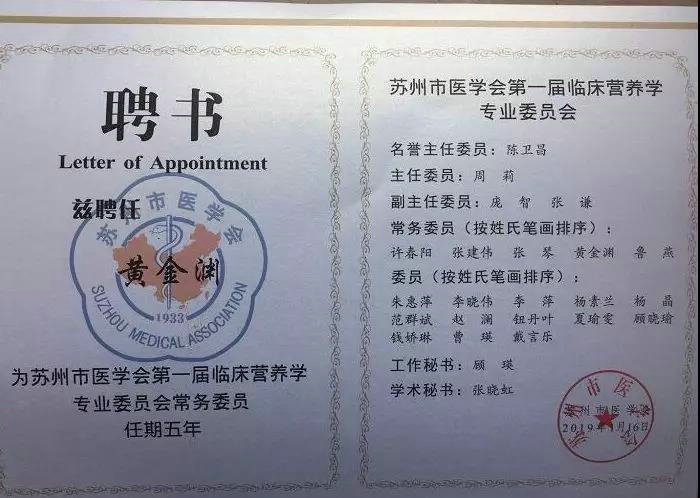 聘书
Letter of Appointment
兹聘任
苏州市医学会
黄金渊
1933
SUZHOU MEDICAL ASSOCIATION
为苏州市医学会第一届临床营养学
专业委员会常务委员
任期五年
苏州市医学会第一届临床营养学
专业委员会
名誉主任委员：陈卫昌
主任委员：周 莉
副主任委员：庞 智 张 谦
常务委员（按姓氏笔画排序）：
许春阳 张建伟 张 琴 黄金渊 鲁 燕
委员（按姓氏笔画排序）：
朱惠萍 李晓伟 李 萍 杨素兰 杨 晶
范群斌 赵 澜 钮丹叶 夏瑜雯 顾晓瑜
钱娇琳 曹 瑛 戴言乐
工作秘书：顾 瑛
学术秘书：张晓虹
苏州市医学会
2019年1月16日